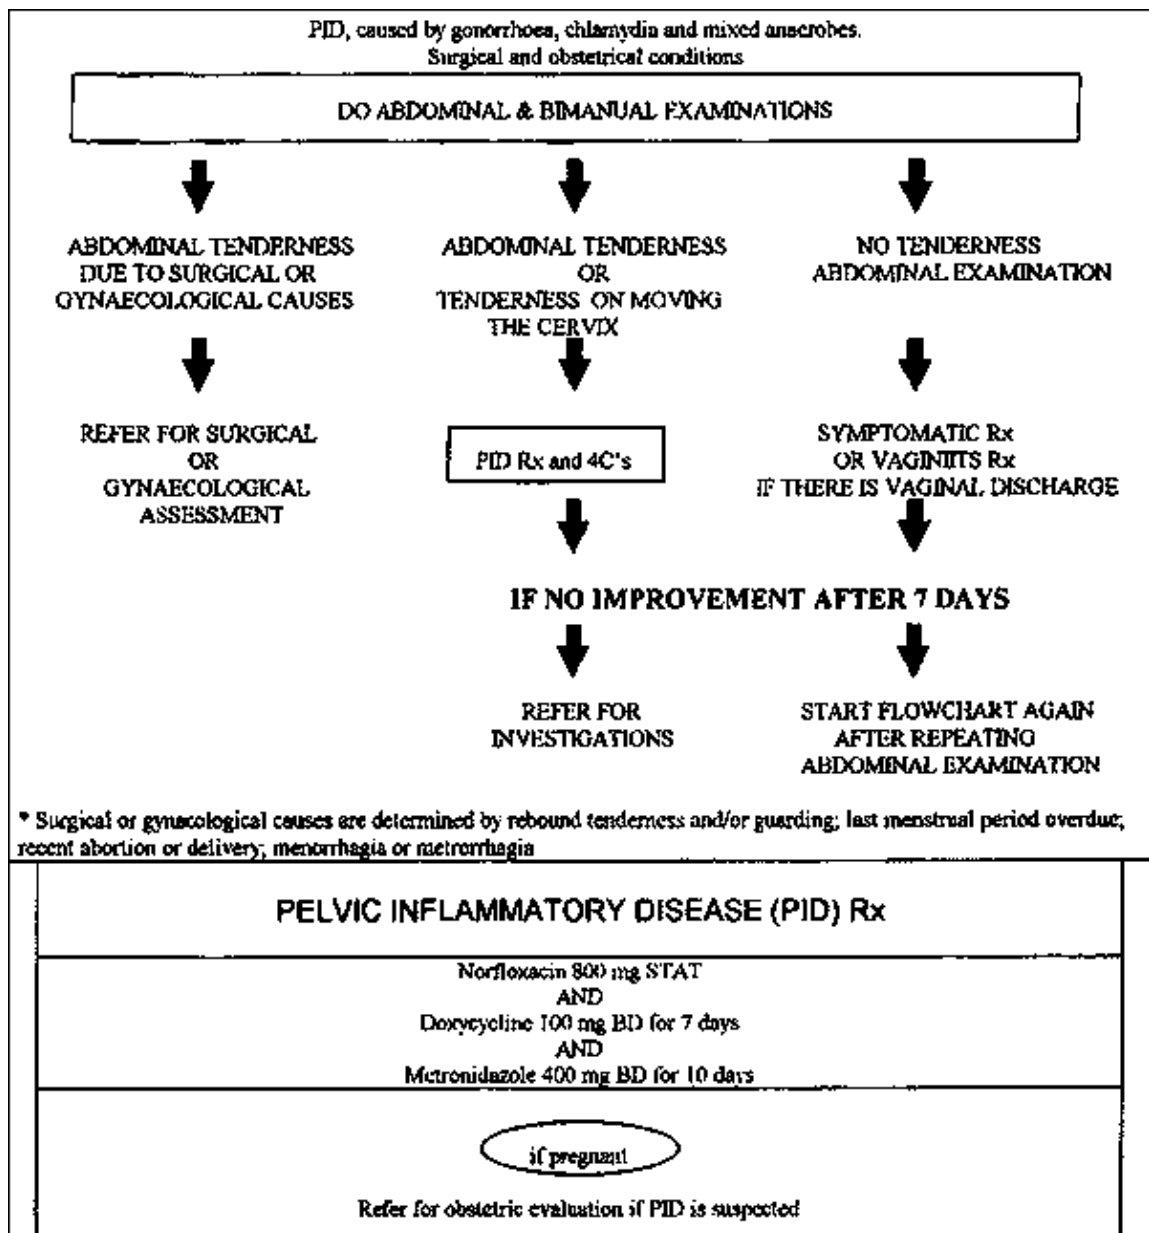 PID, caused by gonorrhoea, chlamydia and mixed anaerobes.
Surgical and obstetrical conditions
DO ABDOMINAL & BIMANUAL EXAMINATIONS
ABDOMINAL TENDERNESS
DUE TO SURGICAL OR
GYNAECOLOGICAL CAUSES
ABDOMINAL TENDERNESS
OR
TENDERNESS ON MOVING
THE CERVIX
NO TENDERNESS
ABDOMINAL EXAMINATION
REFER FOR SURGICAL
OR
GYNAECOLOGICAL
ASSESSMENT
PID Rx and 4C's
SYMPTOMATIC Rx
OR VAGINIITS Rx
IF THERE IS VAGINAL DISCHARGE
IF NO IMPROVEMENT AFTER 7 DAYS
REFER FOR
INVESTIGATIONS
START FLOWCHART AGAIN
AFTER REPEATING
ABDOMINAL EXAMINATION
* Surgical or gynaecological causes are determined by rebound tenderness and/or guarding; last menstrual period overdue;
recent abortion or delivery; menorrhagia or metrorrhagia
PELVIC INFLAMMATORY DISEASE (PID) Rx
Norfloxacin 800 mg STAT
AND
Doxycycline 100 mg BD for 7 days
AND
Metronidazole 400 mg BD for 10 days
if pregnant
Refer for obstetric evaluation if PID is suspected